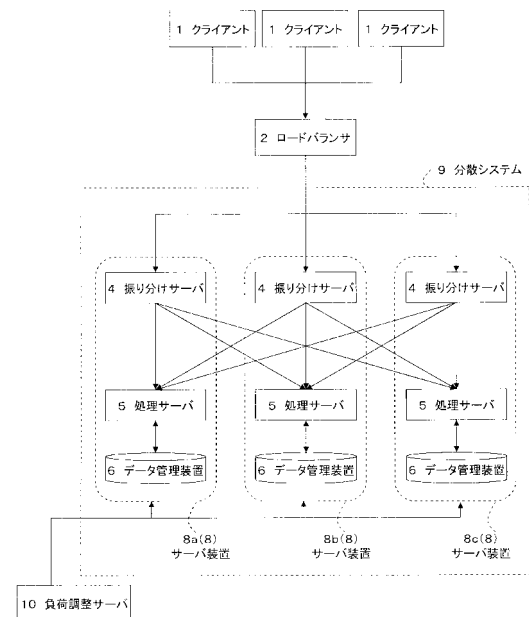 1 クライアント
1 クライアント
1 クライアント
2 ロードバランサ
9 分散システム
4 振り分けサーバ
4 振り分けサーバ
4 振り分けサーバ
5 処理サーバ
5 処理サーバ
5 処理サーバ
6 データ管理装置
6 データ管理装置
6 データ管理装置
8a(8)
サーバ装置
8b(8)
サーバ装置
8c(8)
サーバ装置
10 負荷調整サーバ